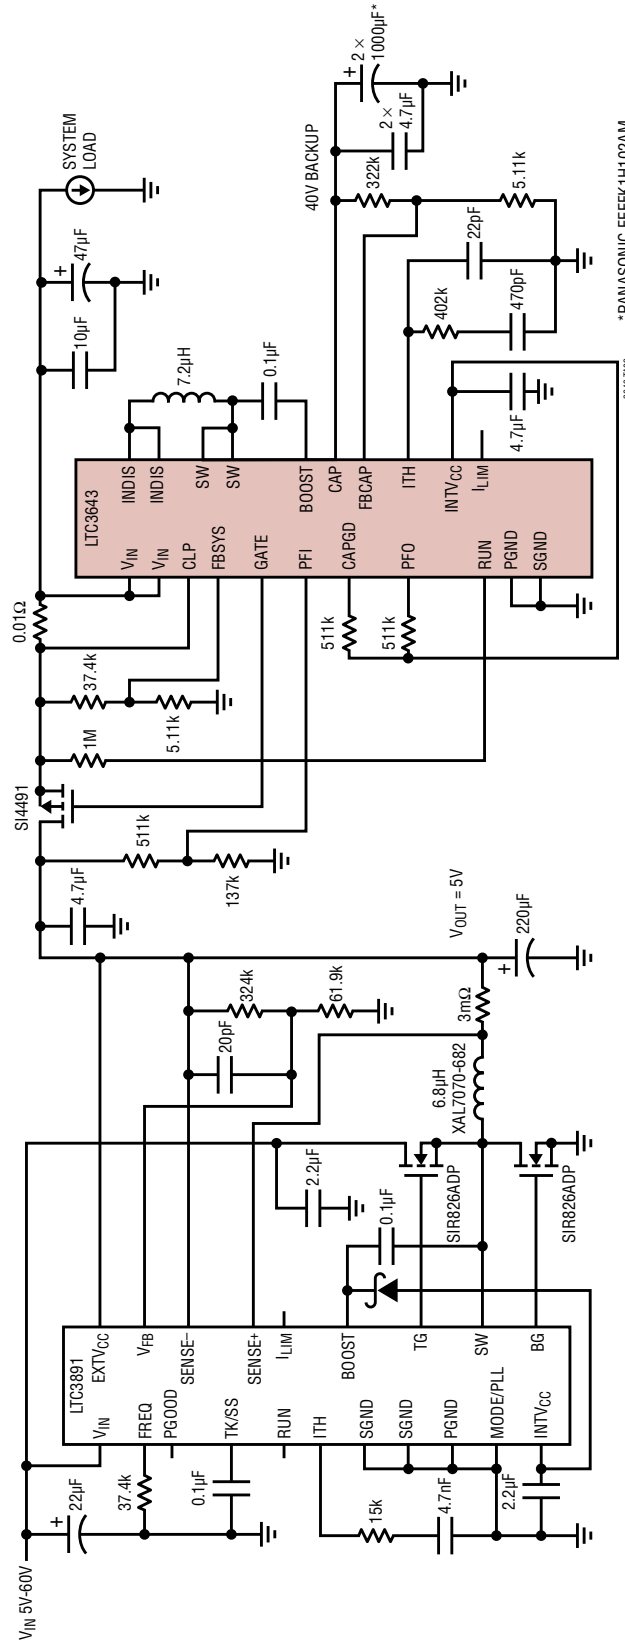 VIN 5V-60V
22µF
37.4k
0.1µF
15k
4.7nF
2.2µF
LTC3891
VIN
FREQ
PGOOD
TK/SS
RUN
ITH
SGND
SGND
PGND
MODE/PLL
INTVCC
EXTVCC
VFB
SENSE–
SENSE+
ILIM
BOOST
TG
SW
BG
2.2µF
0.1µF
SIR826ADP
SIR826ADP
6.8µH
XAL7070-682
3mΩ
20pF
324k
61.9k
VOUT = 5V
220µF
4.7µF
511k
137k
SI4491
1M
37.4k
5.11k
0.01Ω
511k
511k
LTC3643
VIN
VIN
CLP
FBSYS
GATE
PFI
CAPGD
PFO
RUN
PGND
SGND
INDIS
INDIS
SW
SW
BOOST
CAP
FBCAP
ITH
INTVCC
ILIM
7.2µH
0.1µF
10µF
47µF
SYSTEM
LOAD
40V BACKUP
322k
5.11k
2 ×
4.7µF
2 ×
1000µF*
22pF
402k
470pF
4.7µF